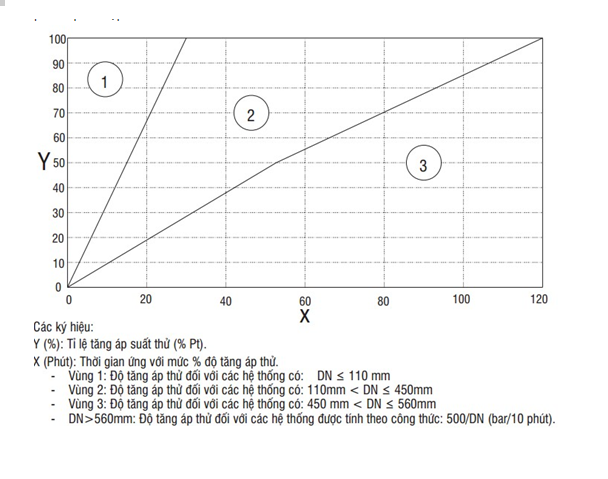 100
90
80
70
60
Y 50
40
30
20
10
0
1
2
3
0 20 40 60 80 100 120
X
Các ký hiệu:
Y (%): Tỉ lệ tăng áp suất thử (% Pt).
X (Phút): Thời gian ứng với mức % độ tăng áp thử.
- Vùng 1: Độ tăng áp thử đối với các hệ thống có: DN ≤ 110 mm
- Vùng 2: Độ tăng áp thử đối với các hệ thống có: 110mm < DN ≤ 450mm
- Vùng 3: Độ tăng áp thử đối với các hệ thống có: 450 mm < DN ≤ 560mm
- DN>560mm: Độ tăng áp thử đối với các hệ thống được tính theo công thức: 500/DN (bar/10 phút).